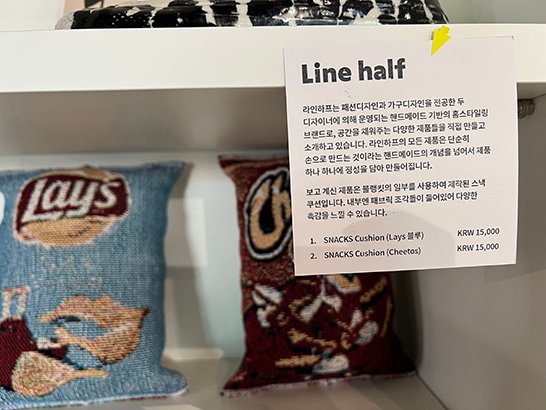 Line half
라인하프는 패션디자인과 가구디자인을 전공한 두
디자이너에 의해 운영되는 핸드메이드 기반의 홈스타일링
브랜드로, 공간을 채워주는 다양한 제품들을 직접 만들고
소개하고 있습니다. 라인하프의 모든 제품은 단순히
손으로 만드는 것이라는 핸드메이드의 개념을 넘어서 제품
하나 하나에 정성을 담아 만들어집니다.
보고 계신 제품은 블랭킷의 일부를 사용하여 제작된 스낵
쿠션입니다. 내부엔 패브릭 조각들이 들어있어 다양한
촉감을 느낄 수 있습니다.
1. SNACKS Cushion (Lays 블루) KRW 15,000
2. SNACKS Cushion (Cheetos) KRW 15,000
Lay's